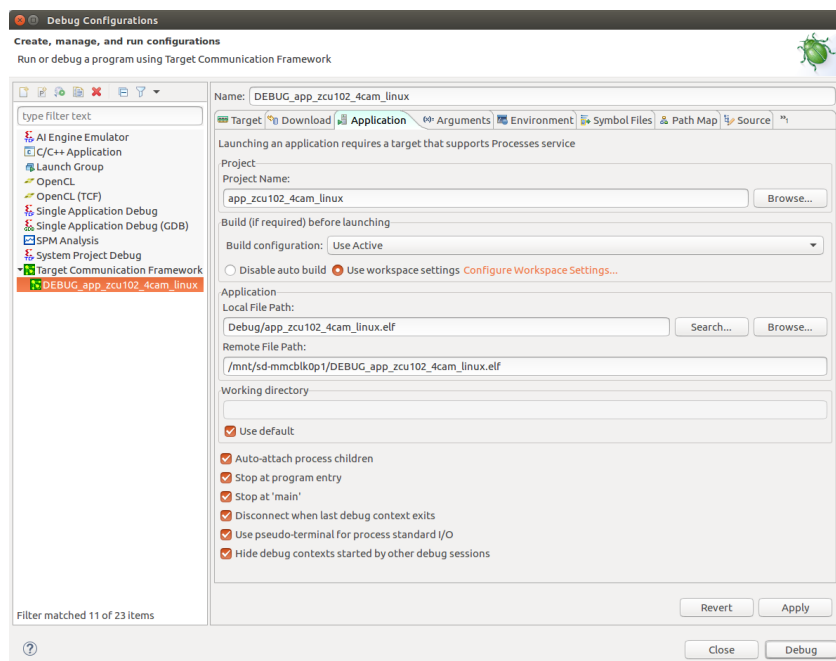 Debug Configurations
Create, manage, and run configurations
Run or debug a program using Target Communication Framework
type filter text
AI Engine Emulator
C/C++ Application
Launch Group
OpenCL
OpenCL (TCF)
Single Application Debug
Single Application Debug (GDB)
SPM Analysis
System Project Debug
Target Communication Framework
DEBUG_app_zcu102_4cam_linux
Filter matched 11 of 23 items
Name: DEBUG_app_zcu102_4cam_linux
Target Download Application Arguments Environment Symbol Files Path Map Source »1
Launching an application requires a target that supports Processes service
Project
Project Name:
app_zcu102_4cam_linux Browse...
Build (if required) before launching
Build configuration: Use Active
Disable auto build Use workspace settings Configure Workspace Settings...
Application
Local File Path:
Debug/app_zcu102_4cam_linux.elf Search... Browse...
Remote File Path:
/mnt/sd-mmcblk0p1/DEBUG_app_zcu102_4cam_linux.elf
Working directory
Use default
Auto-attach process children
Stop at program entry
Stop at 'main'
Disconnect when last debug context exits
Use pseudo-terminal for process standard I/O
Hide debug contexts started by other debug sessions
Revert Apply
? Close Debug